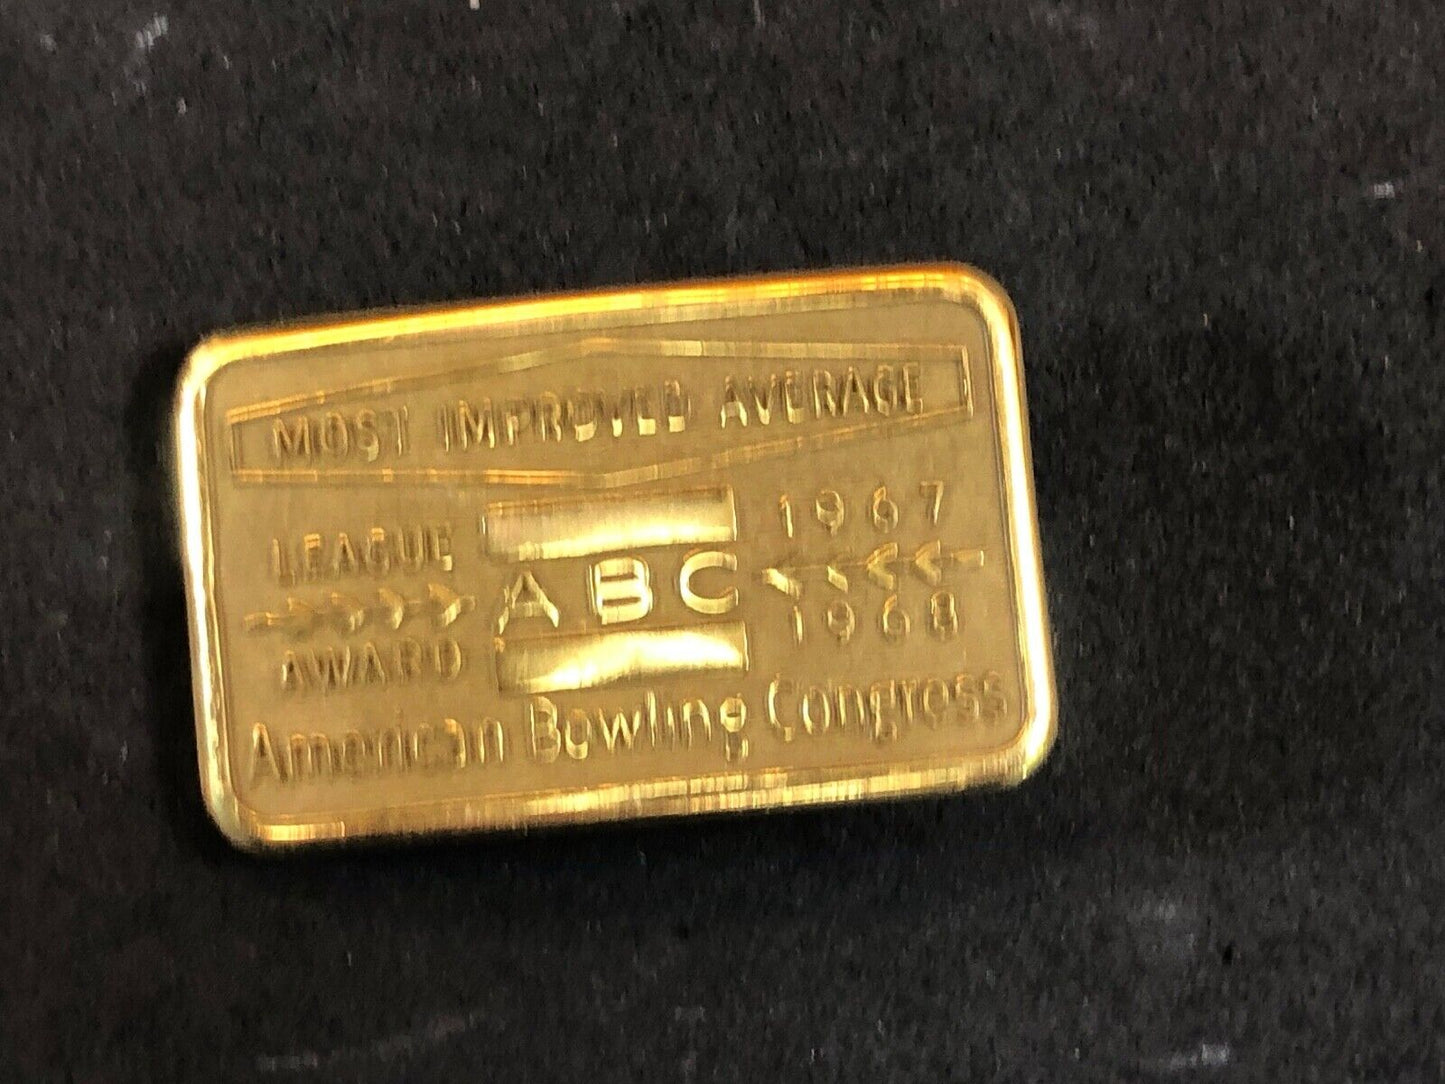 MOST IMPROVED AVERAGE
LEAGUE
AWARD
ABC
1967
1968
American Bowling Congress